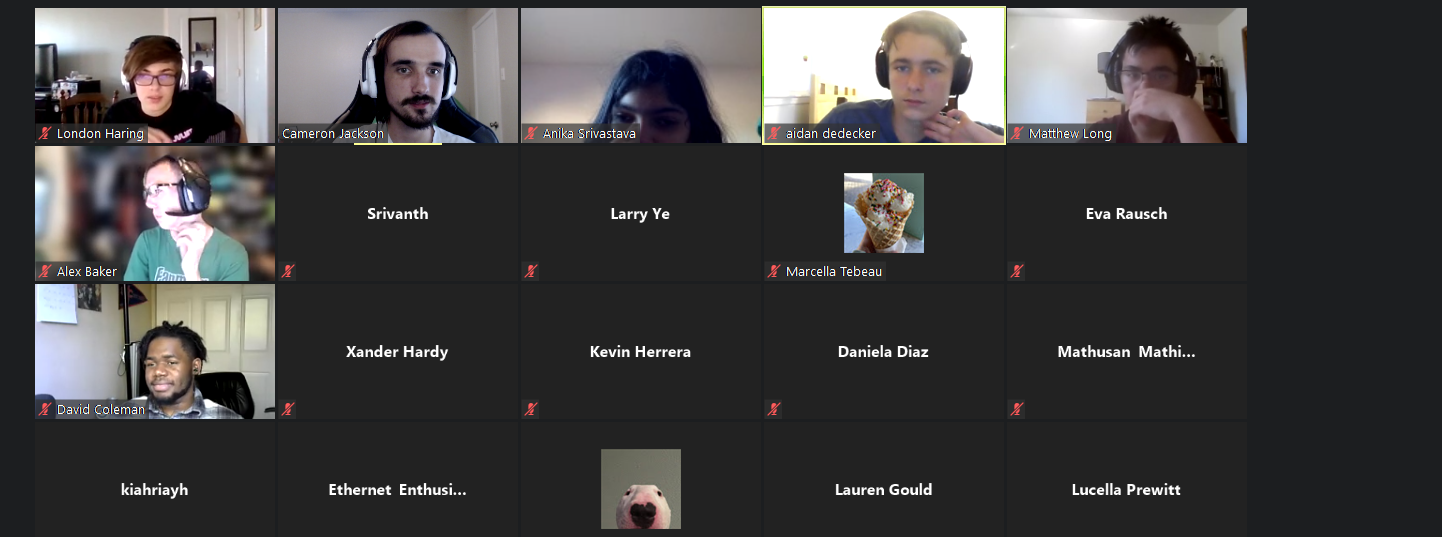 London Haring
Cameron Jackson
Anika Srivastava
aidan dedecker
Matthew Long
Alex Baker
Srivanth
Larry Ye
Marcella Tebeau
Eva Rausch
David Coleman
Xander Hardy
Kevin Herrera
Daniela Diaz
Mathusan Mathi...
kiahriayh
Ethernet Enthusi...
Lauren Gould
Lucella Prewitt